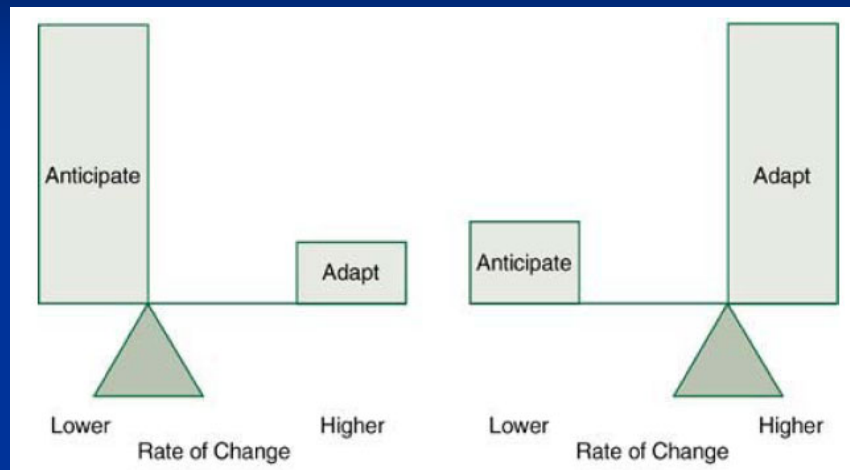 Anticipate
Adapt
Lower
Higher
Rate of Change
Adapt
Anticipate
Lower
Higher
Rate of Change